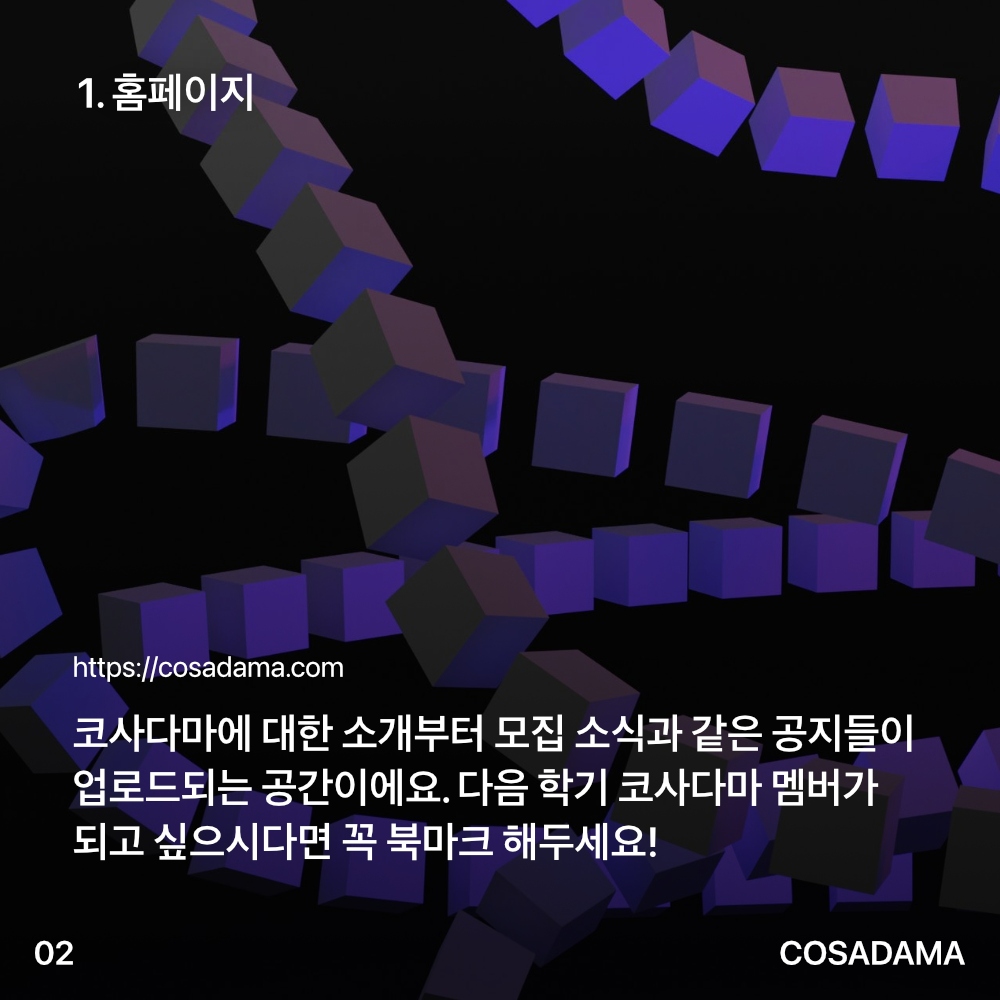 1. 홈페이지
https://cosadama.com
코사다마에 대한 소개부터 모집 소식과 같은 공지들이
업로드되는 공간이에요. 다음 학기 코사다마 멤버가
되고 싶으시다면 꼭 북마크 해두세요!
02
COSADAMA